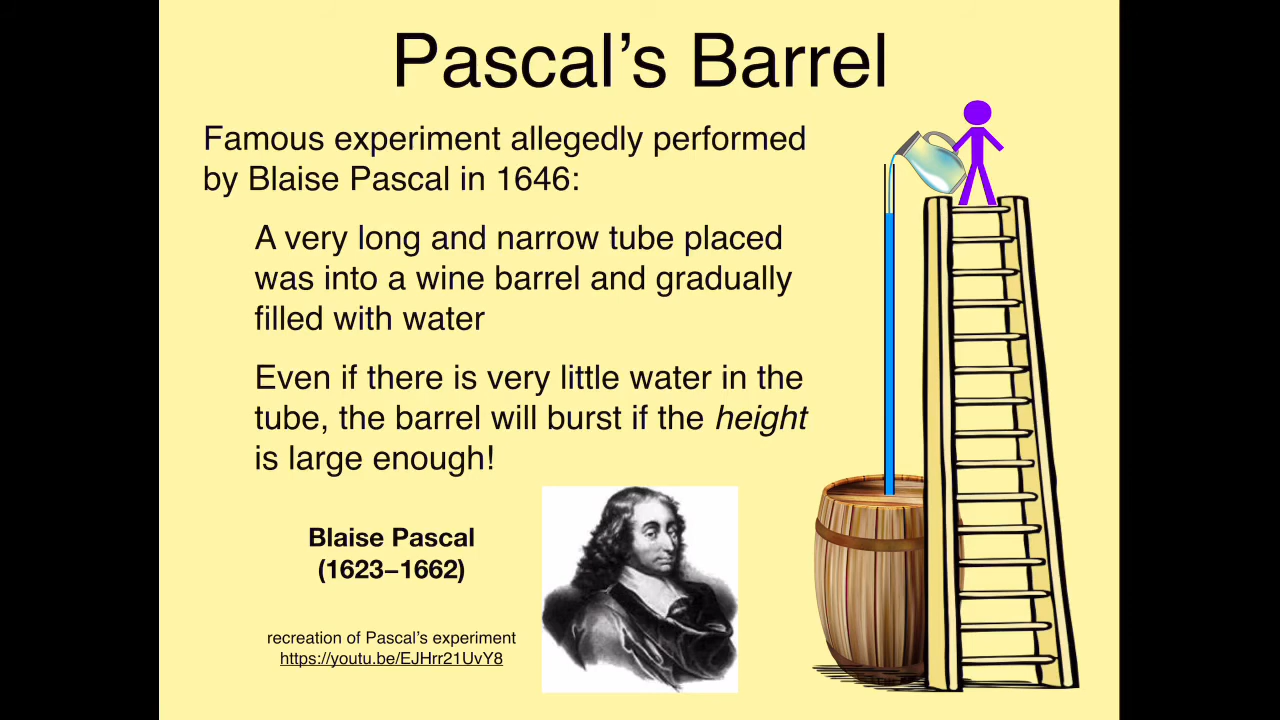 Pascal’s Barrel
Famous experiment allegedly performed
by Blaise Pascal in 1646:
A very long and narrow tube placed
was into a wine barrel and gradually
filled with water
Even if there is very little water in the
tube, the barrel will burst if the height
is large enough!
Blaise Pascal
(1623–1662)
recreation of Pascal’s experiment
https://youtu.be/EJHrr21UvY8